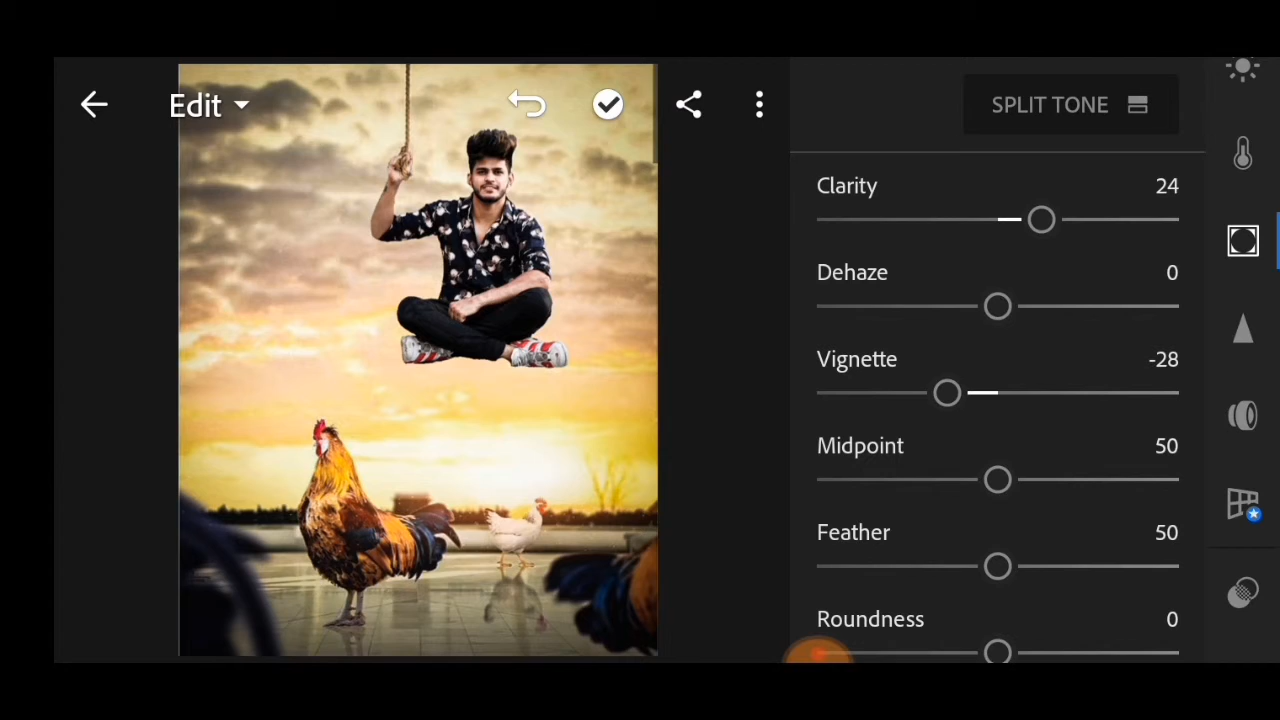 Edit
SPLIT TONE
Clarity 24
Dehaze 0
Vignette -28
Midpoint 50
Feather 50
Roundness 0